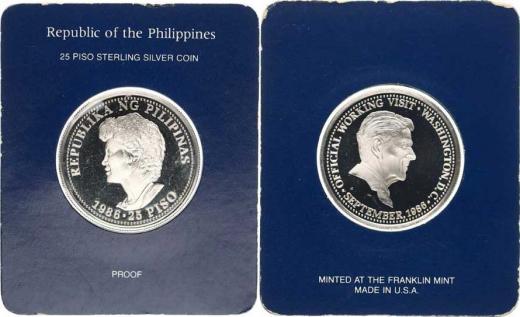 Republic of the Philippines
25 PISO STERLING SILVER COIN
REPUBLIKA NG PILIPINAS
1986 · 25 PISO
PROOF
· OFFICIAL WORKING VISIT · WASHINGTON, D.C. ·
SEPTEMBER, 1986
MINTED AT THE FRANKLIN MINT
MADE IN U.S.A.